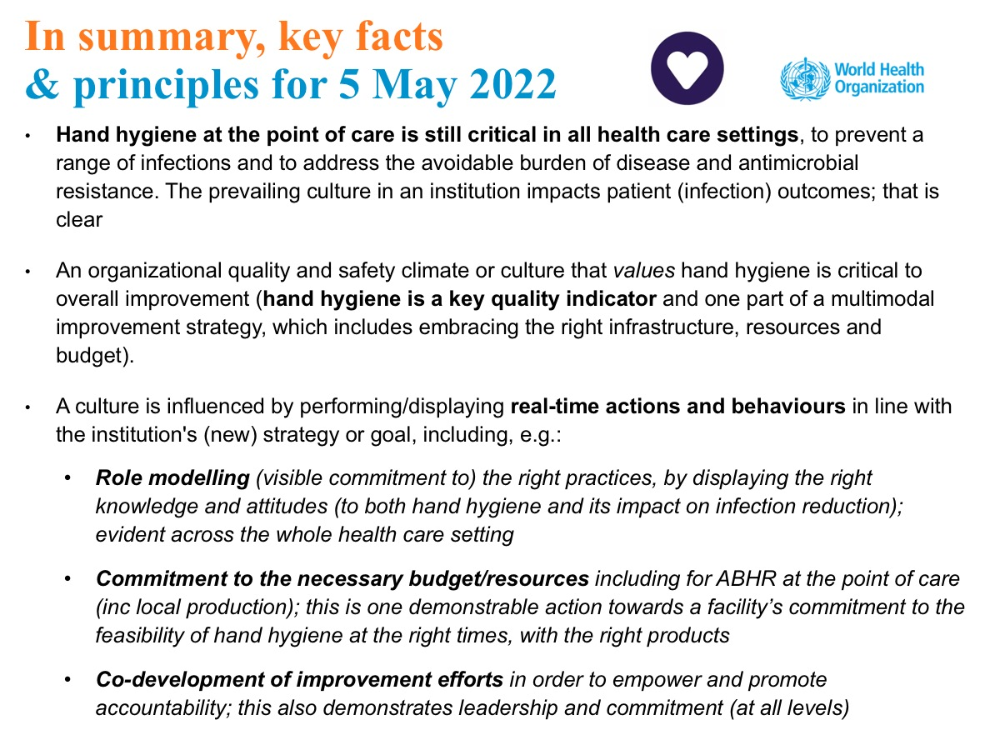 In summary, key facts
& principles for 5 May 2022
World Health
Organization
• Hand hygiene at the point of care is still critical in all health care settings, to prevent a
range of infections and to address the avoidable burden of disease and antimicrobial
resistance. The prevailing culture in an institution impacts patient (infection) outcomes; that is
clear
• An organizational quality and safety climate or culture that values hand hygiene is critical to
overall improvement (hand hygiene is a key quality indicator and one part of a multimodal
improvement strategy, which includes embracing the right infrastructure, resources and
budget).
• A culture is influenced by performing/displaying real-time actions and behaviours in line with
the institution's (new) strategy or goal, including, e.g.:
• Role modelling (visible commitment to) the right practices, by displaying the right
knowledge and attitudes (to both hand hygiene and its impact on infection reduction);
evident across the whole health care setting
• Commitment to the necessary budget/resources including for ABHR at the point of care
(inc local production); this is one demonstrable action towards a facility’s commitment to the
feasibility of hand hygiene at the right times, with the right products
• Co-development of improvement efforts in order to empower and promote
accountability; this also demonstrates leadership and commitment (at all levels)